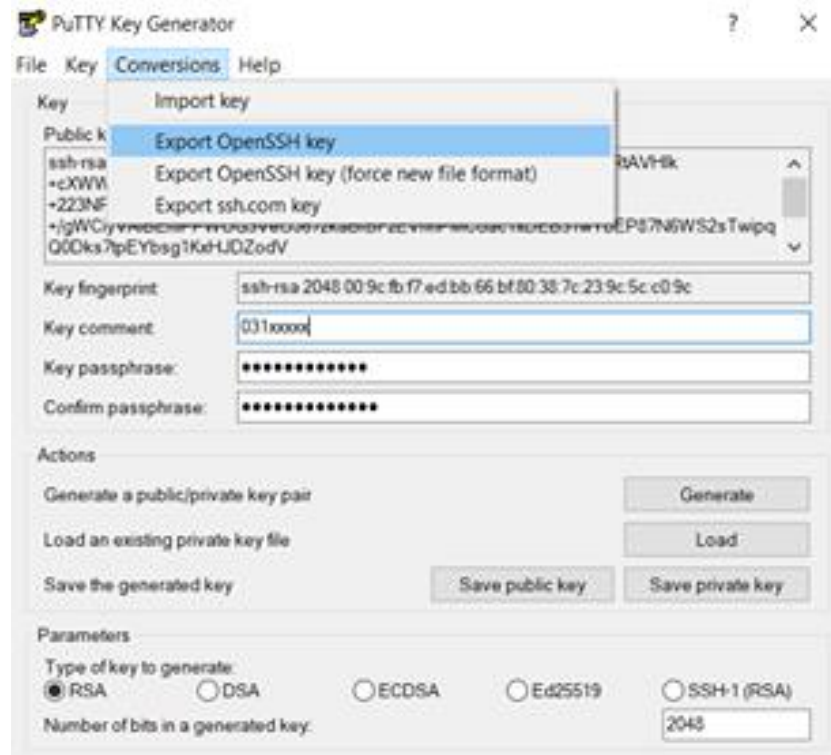 PuTTY Key Generator
? ×
File Key Conversions Help
Key
Import key
Public k
Export OpenSSH key
ssh-rsa
Export OpenSSH key (force new file format)
Export ssh.com key
+223NF
Q0Dks7tpEYbsg1KxHJDZodV
Key fingerprint: ssh-rsa 2048 00:9c:fb:f7:ed:bb:66:bf:80:38:7c:23:9c:5c:c0:9c
Key comment: 031xxxxx
Key passphrase: ●●●●●●●●●●●●
Confirm passphrase: ●●●●●●●●●●●●●
Actions
Generate a public/private key pair Generate
Load an existing private key file Load
Save the generated key Save public key Save private key
Parameters
Type of key to generate:
RSA DSA ECDSA Ed25519 SSH-1 (RSA)
Number of bits in a generated key: 2048